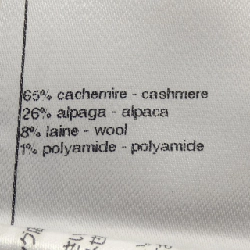 65% cachemire - cashmere
26% alpaga - alpaca
8% laine - wool
1% polyamide - polyamide